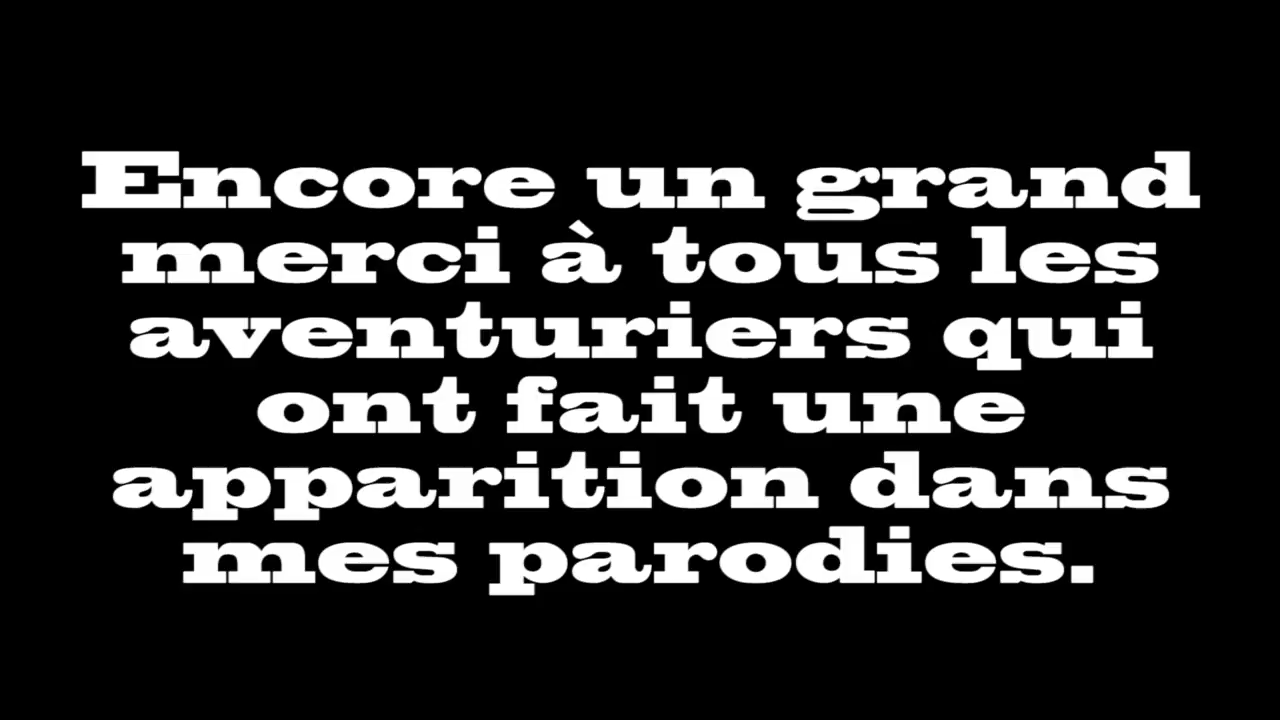 Encore un grand
merci à tous les
aventuriers qui
ont fait une
apparition dans
mes parodies.